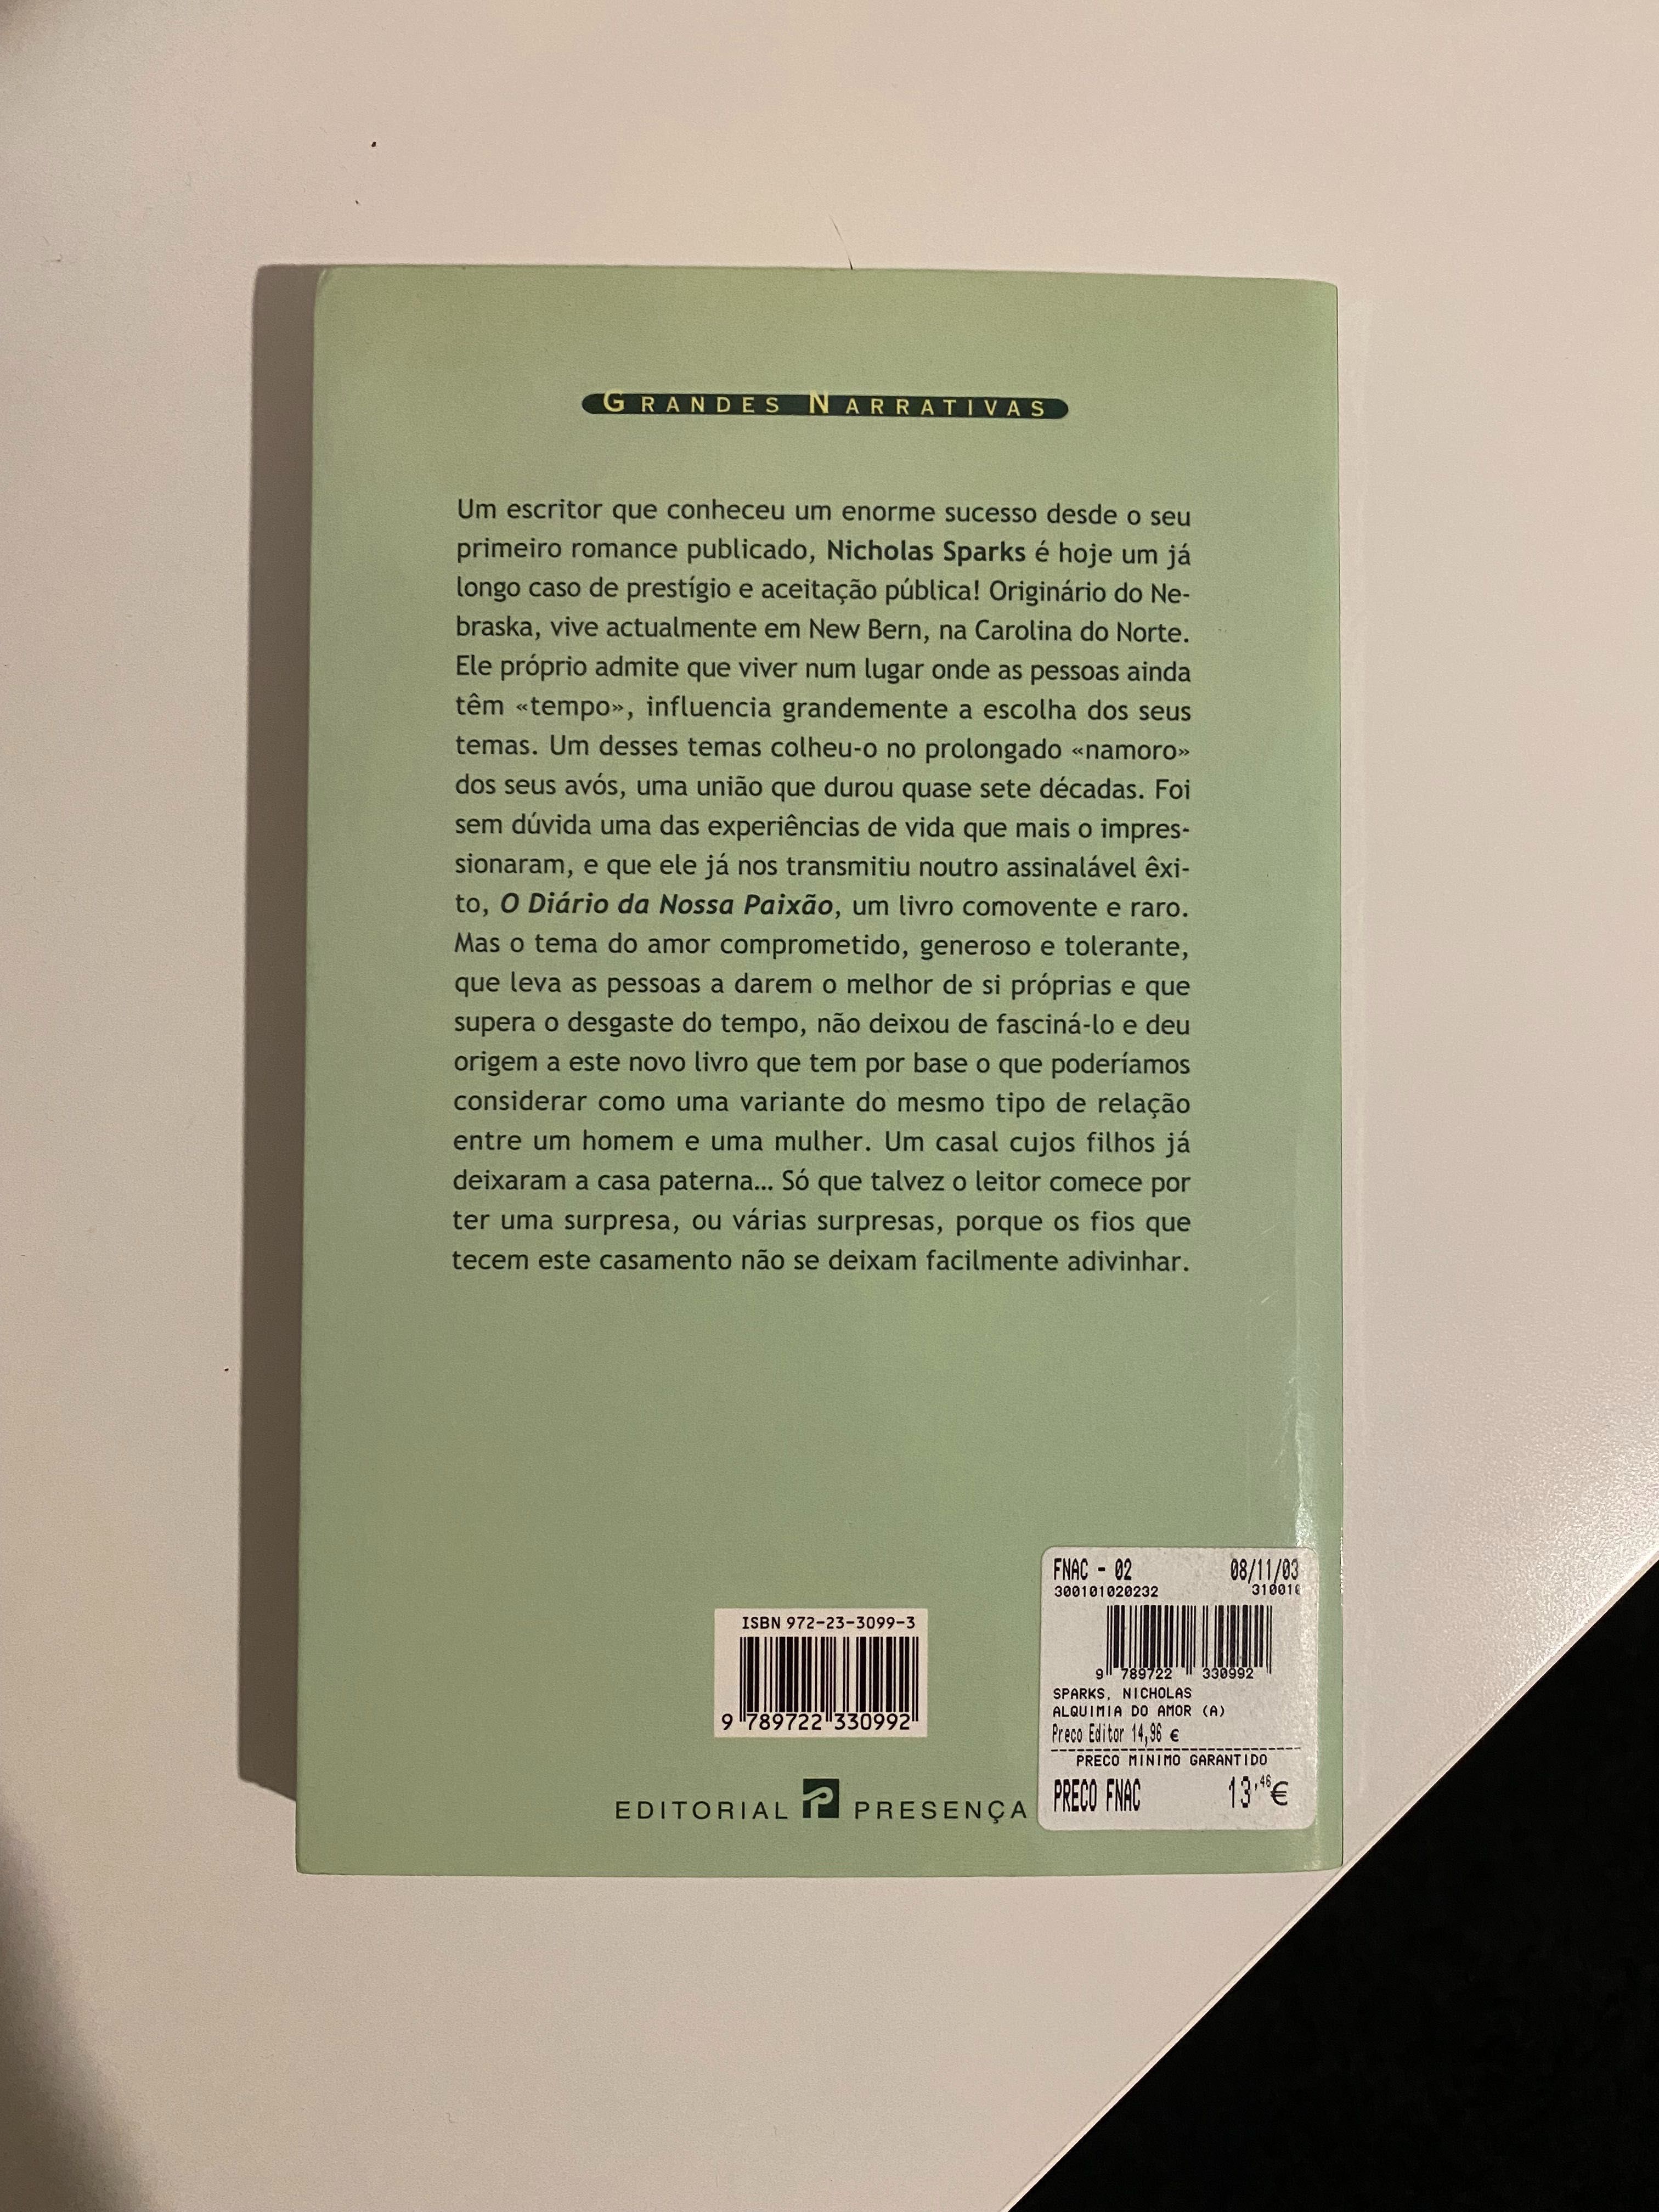 GRANDES NARRATIVAS
Um escritor que conheceu um enorme sucesso desde o seu
primeiro romance publicado, Nicholas Sparks é hoje um já
longo caso de prestígio e aceitação pública! Originário do Ne-
braska, vive actualmente em New Bern, na Carolina do Norte.
Ele próprio admite que viver num lugar onde as pessoas ainda
têm «tempo», influencia grandemente a escolha dos seus
temas. Um desses temas colheu-o no prolongado «namoro»
dos seus avós, uma união que durou quase sete décadas. Foi
sem dúvida uma das experiências de vida que mais o impres-
sionaram, e que ele já nos transmitiu noutro assinalável êxi-
to, O Diário da Nossa Paixão, um livro comovente e raro.
Mas o tema do amor comprometido, generoso e tolerante,
que leva as pessoas a darem o melhor de si próprias e que
supera o desgaste do tempo, não deixou de fasciná-lo e deu
origem a este novo livro que tem por base o que poderíamos
considerar como uma variante do mesmo tipo de relação
entre um homem e uma mulher. Um casal cujos filhos já
deixaram a casa paterna... Só que talvez o leitor comece por
ter uma surpresa, ou várias surpresas, porque os fios que
tecem este casamento não se deixam facilmente adivinhar.
ISBN 972-23-3099-3
9 789722 330992
EDITORIAL PRESENÇA
FNAC - 02 08/11/03
300101020232
9 789722 330992
SPARKS, NICHOLAS
ALQUIMIA DO AMOR (A)
Preco Editor 14,96 €
PRECO MINIMO GARANTIDO
PRECO FNAC 13,46€